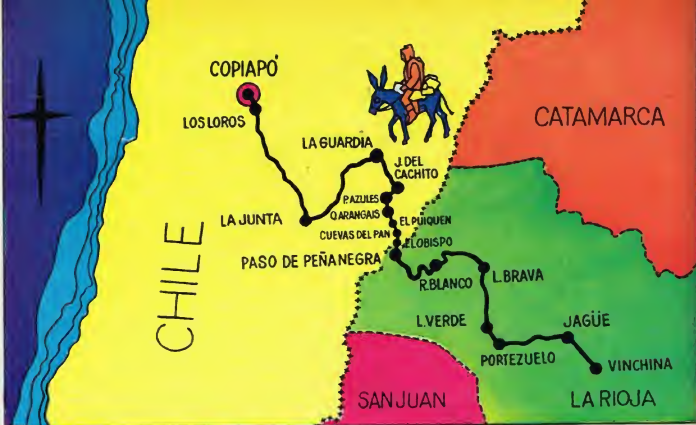 COPIAPÓ
LOS LOROS
CATAMARCA
LA GUARDIA
J. DEL
CACHITO
P. AZULES
Q. ARANGAIS
EL PUIQUEN
LA JUNTA
CUEVAS DEL PAN
EL OBISPO
PASO DE PEÑA NEGRA
CHILE
R. BLANCO
L. BRAVA
L. VERDE
JAGÜE
PORTEZUELO
VINCHINA
SAN JUAN
LA RIOJA